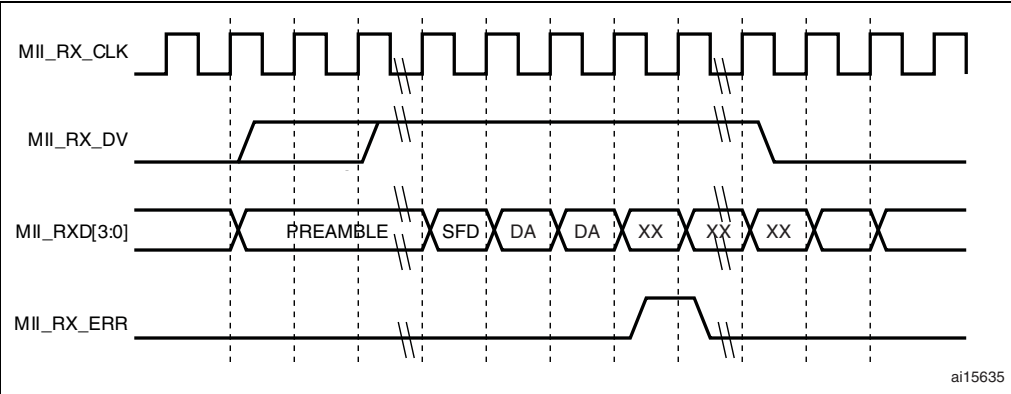 MII_RX_CLK
MII_RX_DV
MII_RXD[3:0] PREAMBLE SFD DA DA XX XX XX
MII_RX_ERR
ai15635